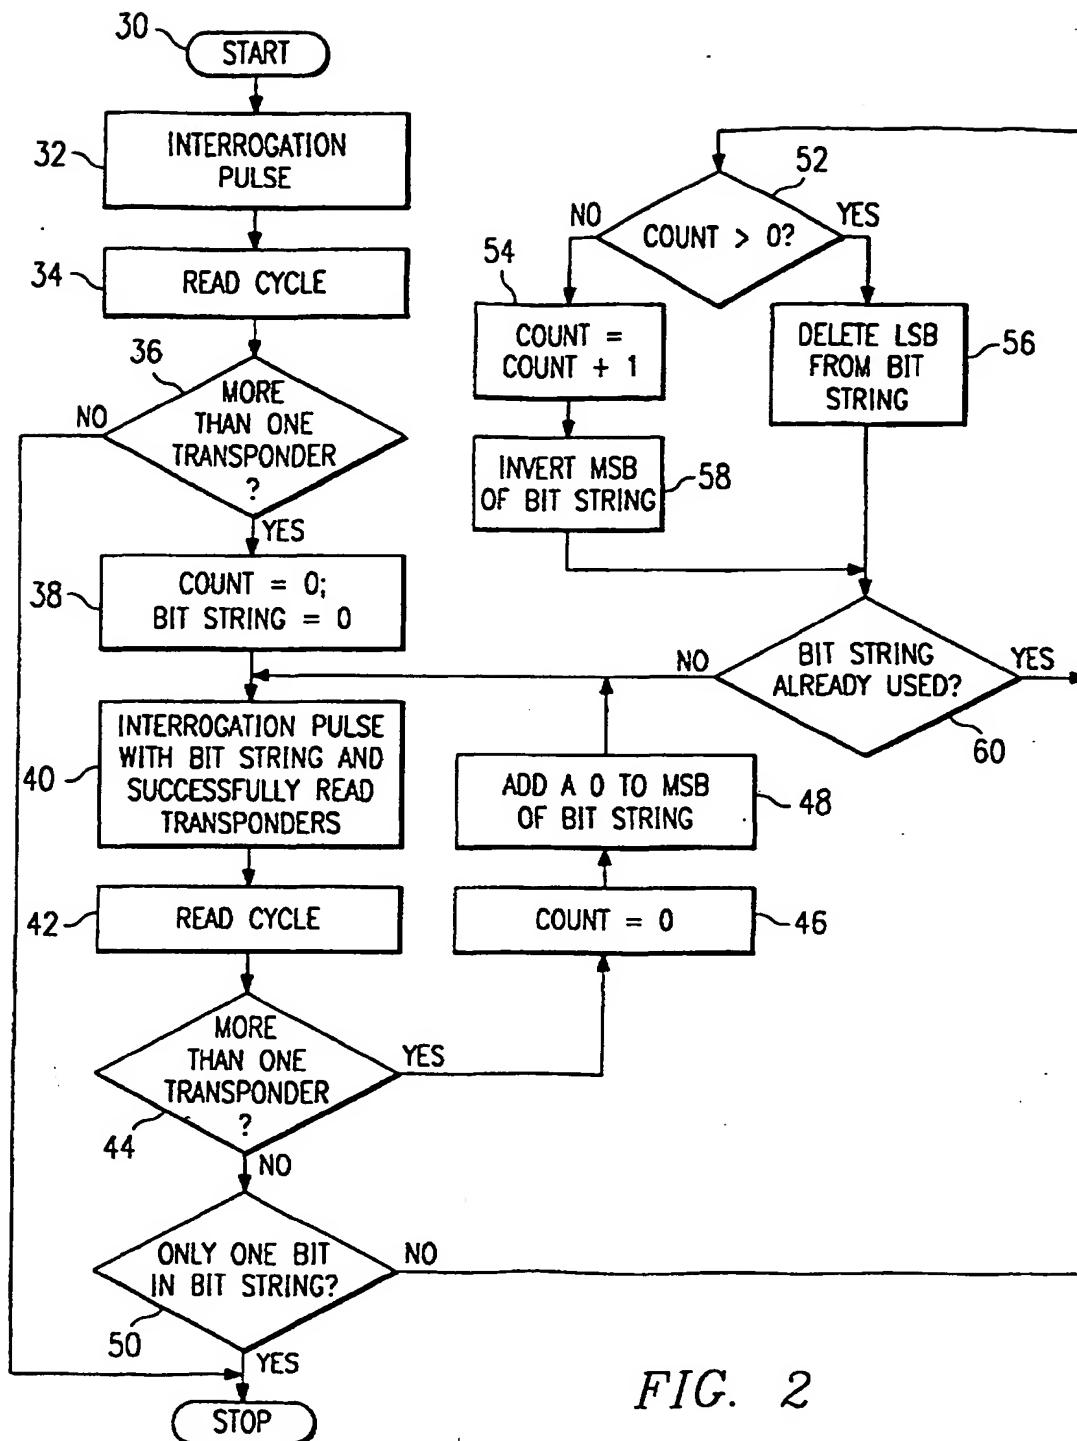 30
START
32
INTERROGATION
PULSE
34
READ CYCLE
36
MORE
THAN ONE
TRANSPONDER
?
NO
YES
38
COUNT = 0;
BIT STRING = 0
40
INTERROGATION PULSE
WITH BIT STRING AND
SUCCESSFULLY READ
TRANSPONDERS
42
READ CYCLE
MORE
THAN ONE
TRANSPONDER
?
44
YES
NO
ONLY ONE BIT
IN BIT STRING?
50
NO
YES
STOP
52
COUNT > 0?
NO
YES
54
COUNT =
COUNT + 1
DELETE LSB
FROM BIT
STRING
56
INVERT MSB
OF BIT STRING
58
BIT STRING
ALREADY USED?
NO
YES
60
ADD A 0 TO MSB
OF BIT STRING
48
COUNT = 0
46
FIG. 2